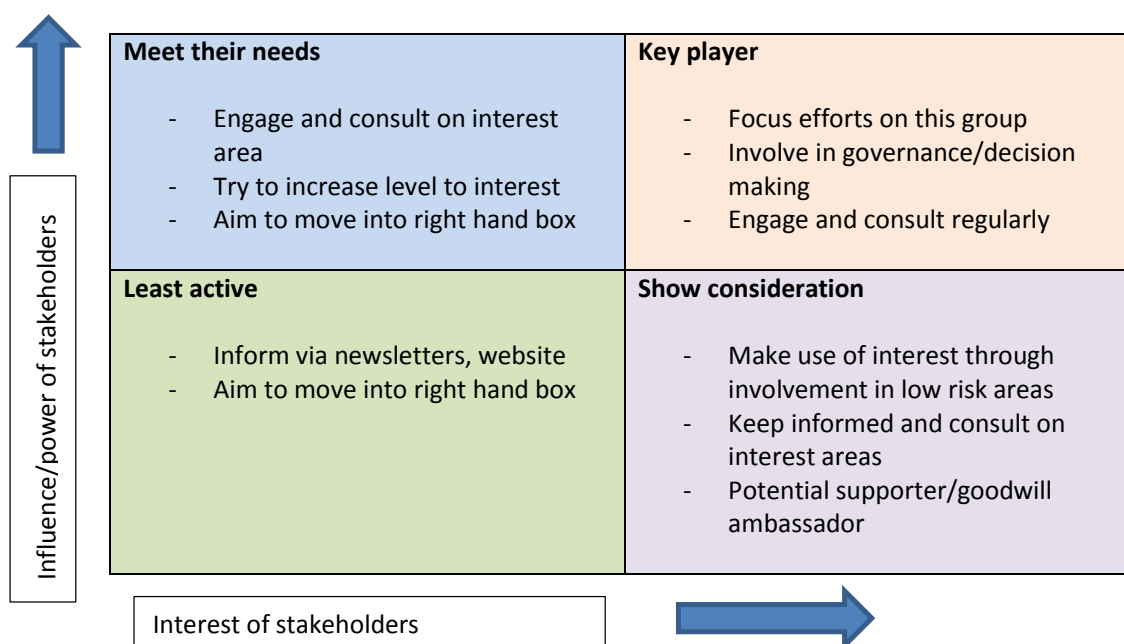 Meet their needs
- Engage and consult on interest
area
- Try to increase level to interest
- Aim to move into right hand box
Key player
- Focus efforts on this group
- Involve in governance/decision
making
- Engage and consult regularly
Influence/power of stakeholders
Least active
- Inform via newsletters, website
- Aim to move into right hand box
Show consideration
- Make use of interest through
involvement in low risk areas
- Keep informed and consult on
interest areas
- Potential supporter/goodwill
ambassador
Interest of stakeholders